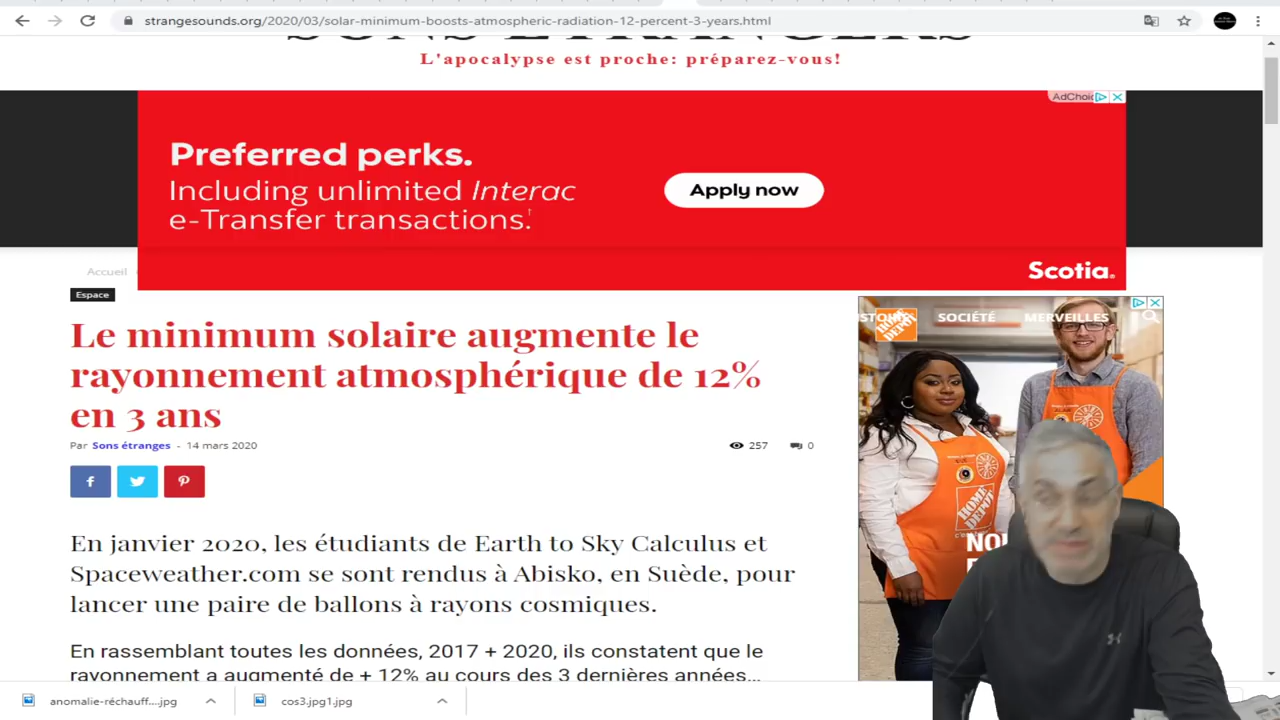 strangesounds.org/2020/03/solar-minimum-boosts-atmospheric-radiation-12-percent-3-years.html
L'apocalypse est proche: préparez-vous!
AdChoic
Preferred perks.
Including unlimited Interac
e-Transfer transactions.†
Apply now
Scotia
Accueil
Espace
SOCIÉTÉ MERVEILLES
Le minimum solaire augmente le
rayonnement atmosphérique de 12%
en 3 ans
Par Sons étranges - 14 mars 2020
257 0
THE HOME DEPOT
En janvier 2020, les étudiants de Earth to Sky Calculus et
Spaceweather.com se sont rendus à Abisko, en Suède, pour
lancer une paire de ballons à rayons cosmiques.
En rassemblant toutes les données, 2017 + 2020, ils constatent que le
rayonnement a augmenté de + 12% au cours des 3 dernières années...
anomalie-réchauff....jpg
cos3.jpg1.jpg